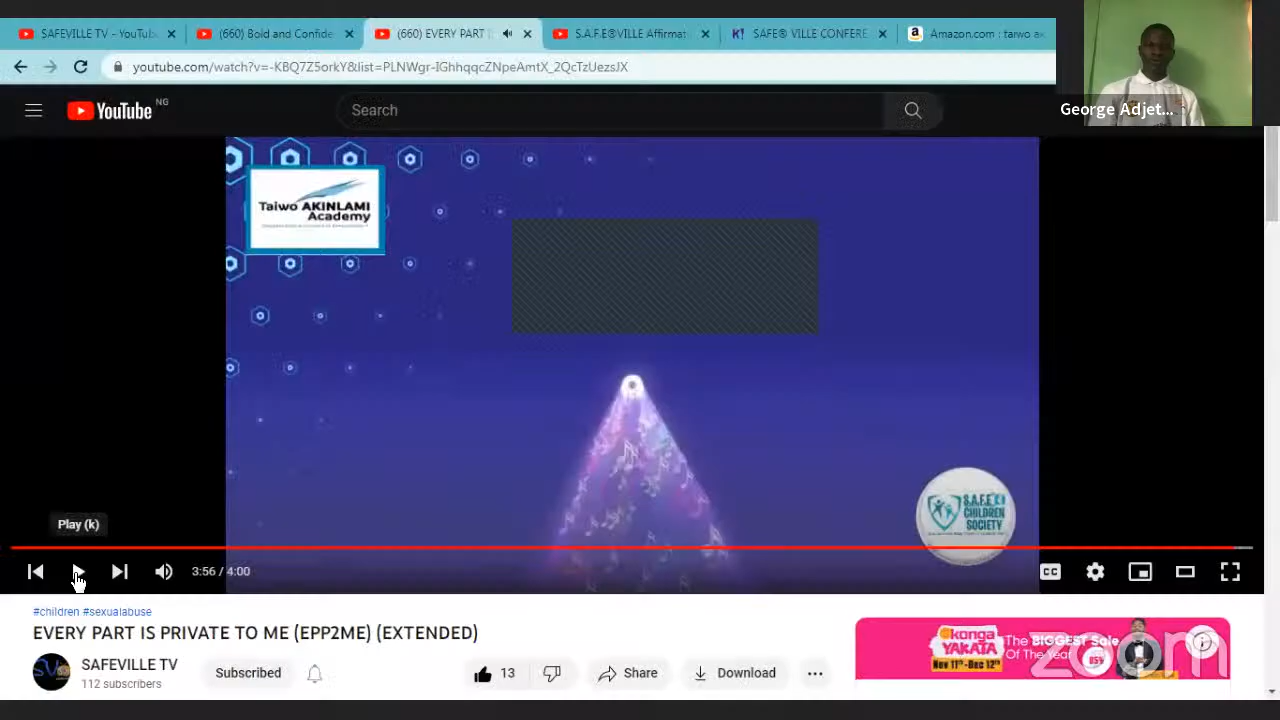 SAFEVILLE TV - YouTub
(660) Bold and Confide
(660) EVERY PART
S.A.F.E®VILLE Affirmat
SAFE® VILLE CONFERE
Amazon.com : taiwo a
youtube.com/watch?v=-KBQ7Z5orkY&list=PLNWgr-IGhhqqcZNpeAmtX_2QcTzUezsJX
George Adjet...
YouTube NG
Search
Taiwo AKINLAMI
Academy
S.A.F.E
CHILDREN
SOCIETY
Play (k)
3:56 / 4:00
CC
#children #sexualabuse
EVERY PART IS PRIVATE TO ME (EPP2ME) (EXTENDED)
SAFEVILLE TV
112 subscribers
Subscribed
13
Share
Download
konga
YAKATA
Nov 11th-Dec 12th
The BIGGEST Sale
Of The Year
zoom